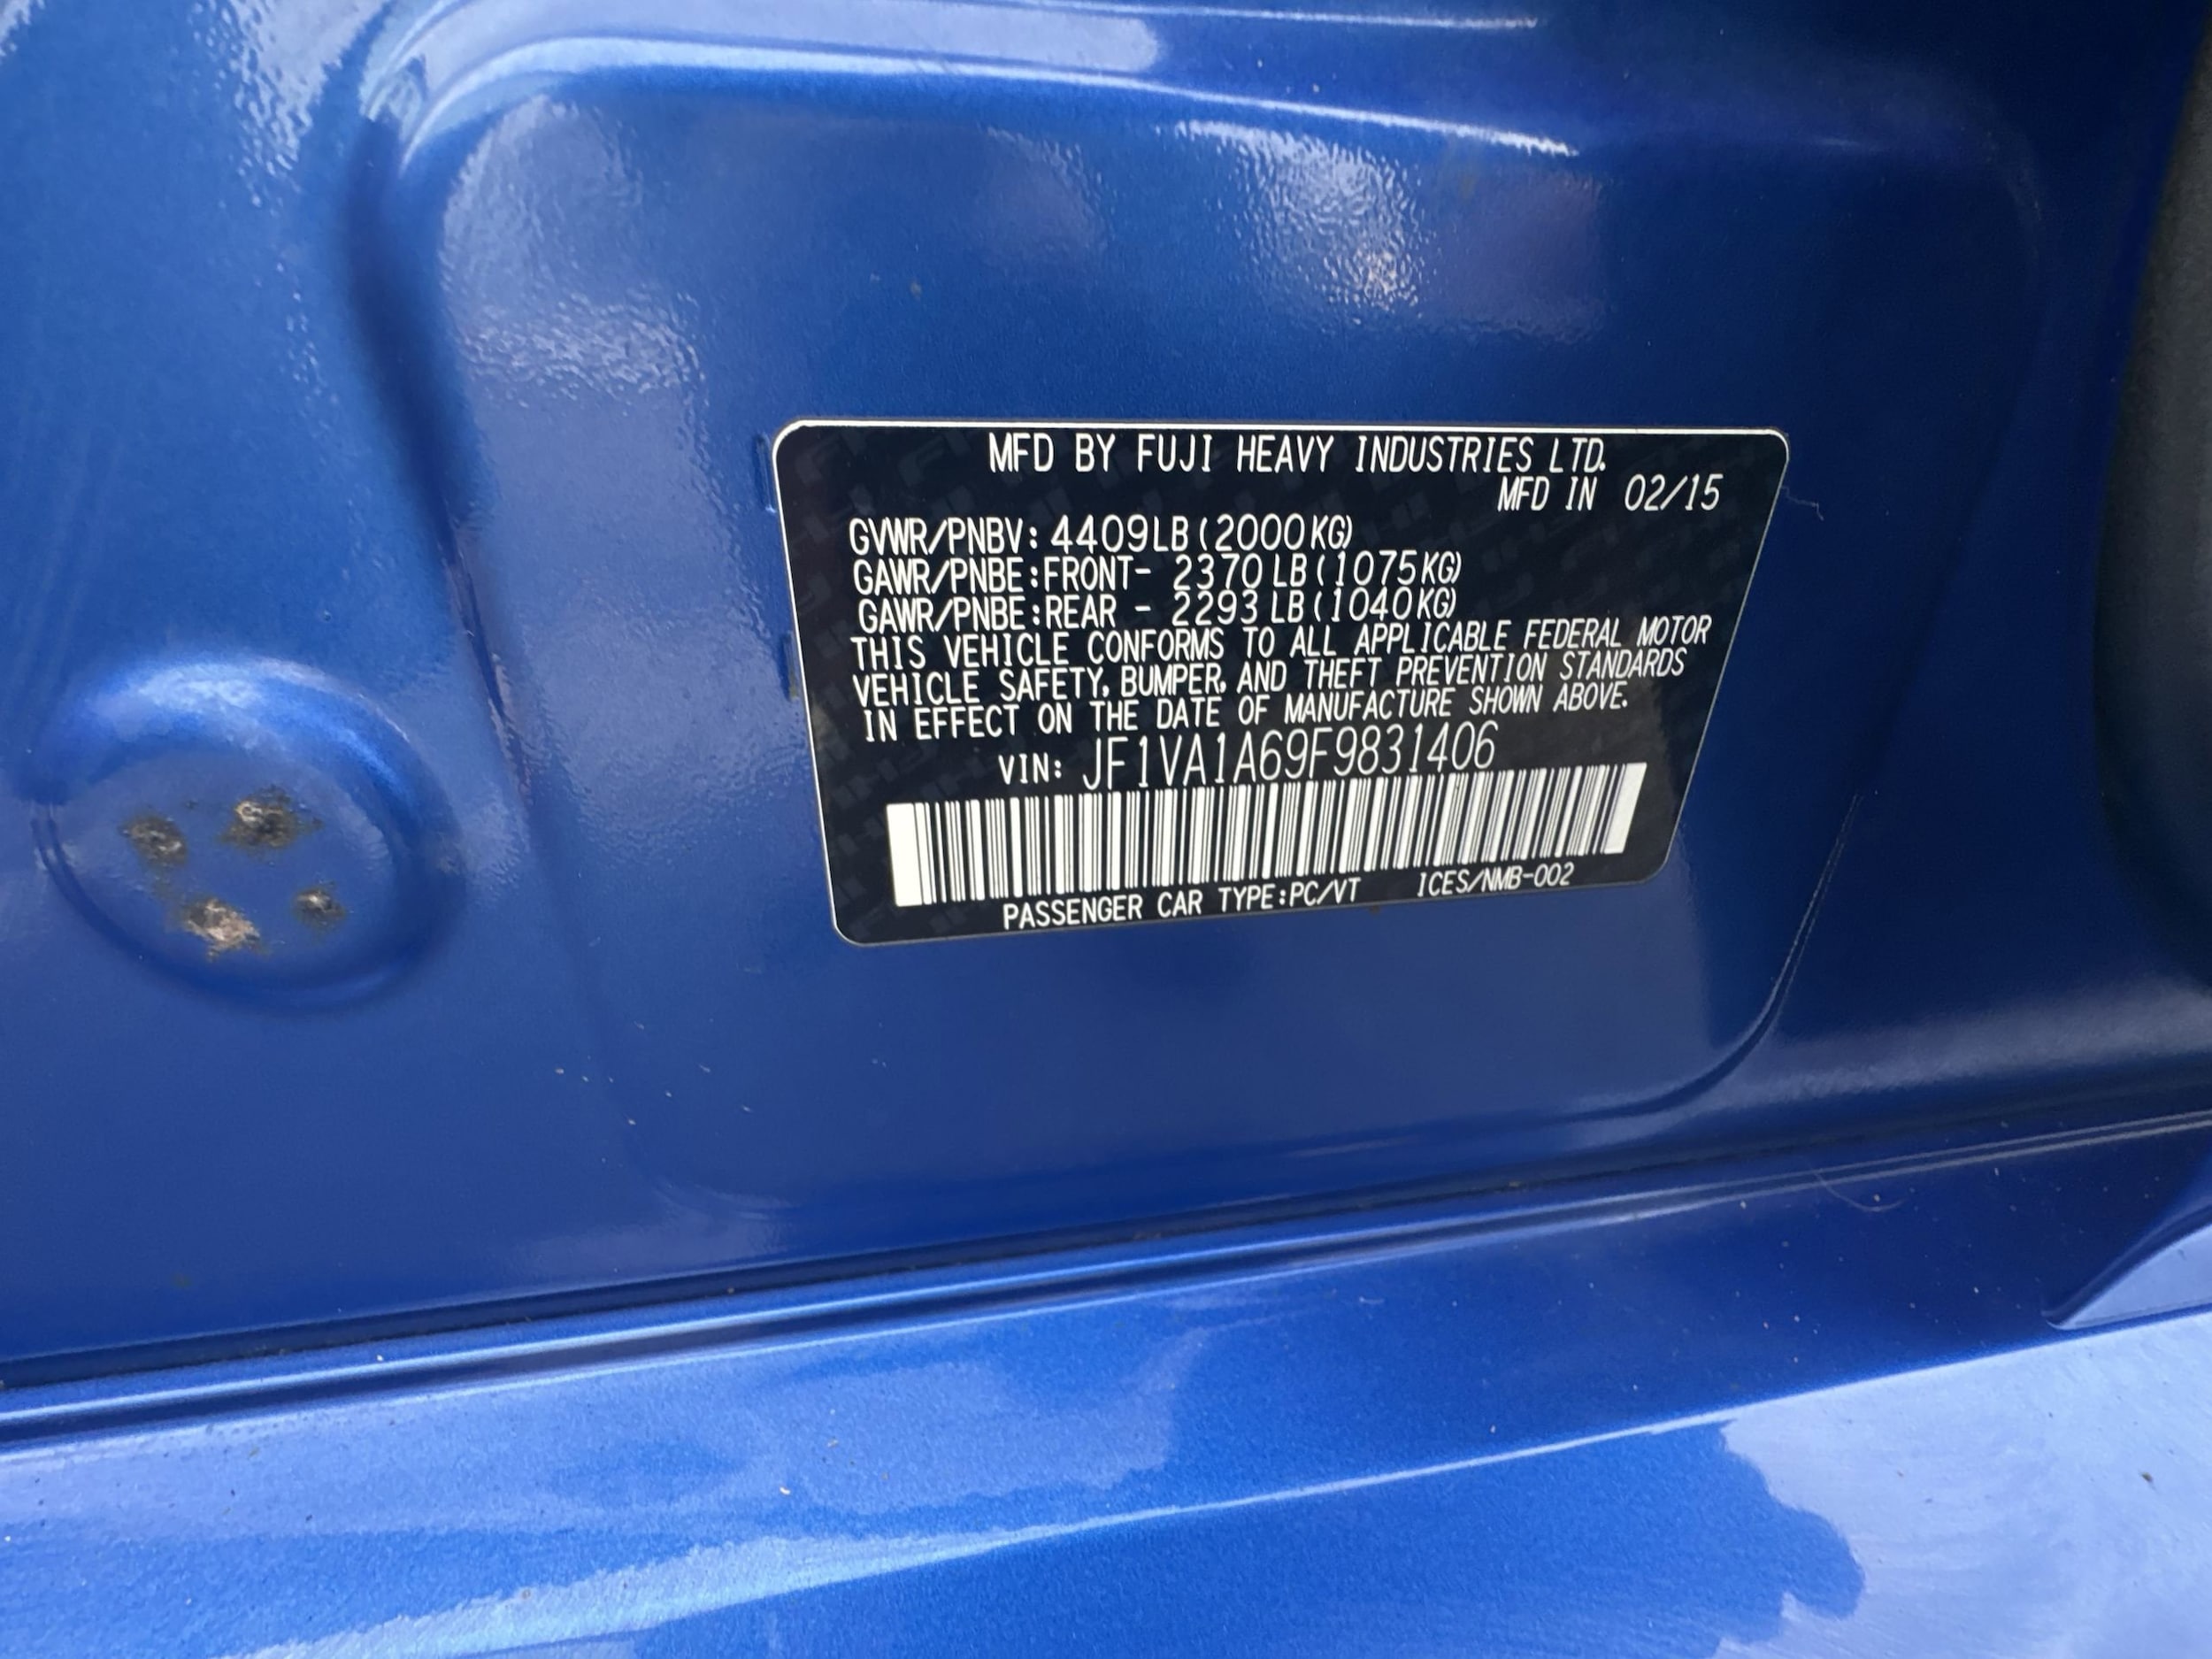 MFD BY FUJI HEAVY INDUSTRIES LTD.
MFD IN 02/15
GVWR/PNBV: 4409LB (2000KG)
GAWR/PNBE:FRONT- 2370LB(1075KG)
GAWR/PNBE:REAR - 2293LB(1040KG)
THIS VEHICLE CONFORMS TO ALL APPLICABLE FEDERAL MOTOR
VEHICLE SAFETY, BUMPER, AND THEFT PREVENTION STANDARDS
IN EFFECT ON THE DATE OF MANUFACTURE SHOWN ABOVE.
VIN: JF1VA1A69F9831406
PASSENGER CAR TYPE:PC/VT ICES/NMB-002